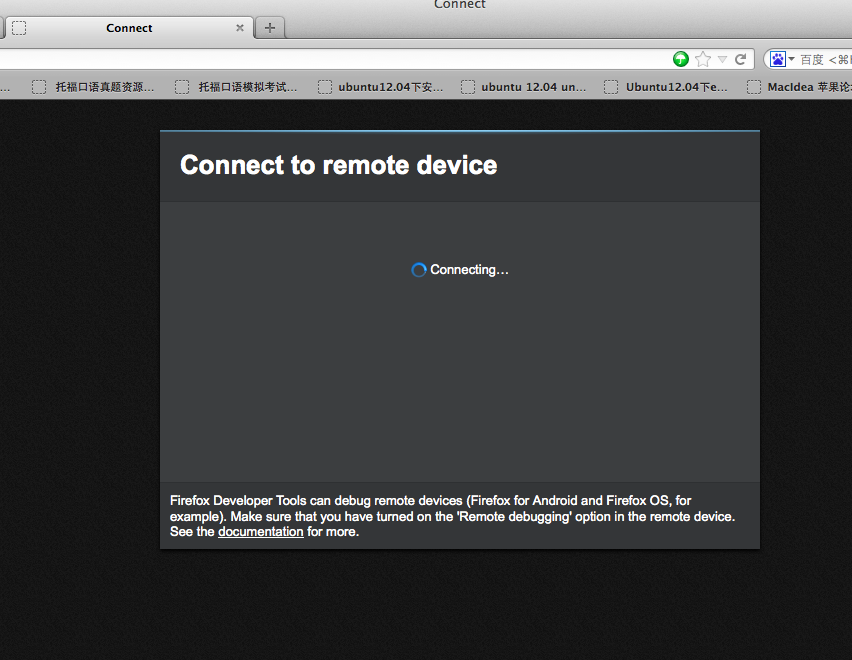 Connect
Connect
百度 <⌘
... 托福口语真题资源... 托福口语模拟考试... ubuntu12.04下安... ubuntu 12.04 un... Ubuntu12.04下e... MacIdea 苹果论
Connect to remote device
Connecting...
Firefox Developer Tools can debug remote devices (Firefox for Android and Firefox OS, for
example). Make sure that you have turned on the 'Remote debugging' option in the remote device.
See the documentation for more.